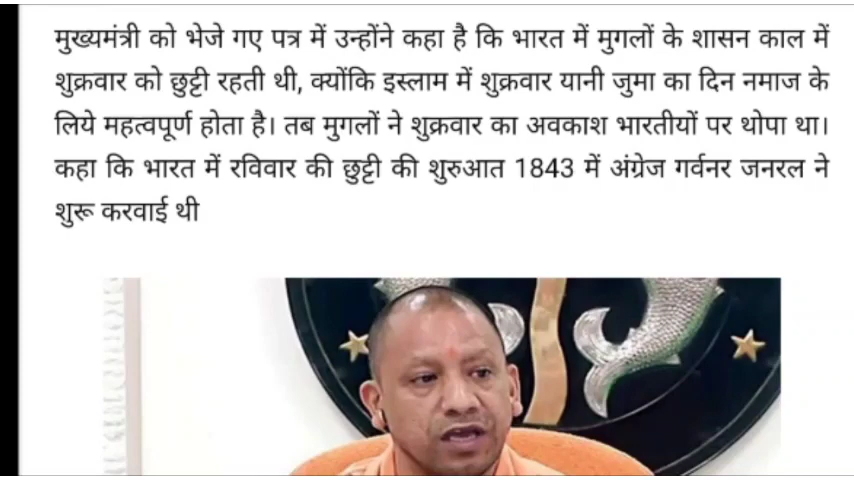 मुख्यमंत्री को भेजे गए पत्र में उन्होंने कहा है कि भारत में मुगलों के शासन काल में
शुक्रवार को छुट्टी रहती थी, क्योंकि इस्लाम में शुक्रवार यानी जुमा का दिन नमाज के
लिये महत्वपूर्ण होता है। तब मुगलों ने शुक्रवार का अवकाश भारतीयों पर थोपा था।
कहा कि भारत में रविवार की छुट्टी की शुरुआत 1843 में अंग्रेज गर्वनर जनरल ने
शुरू करवाई थी